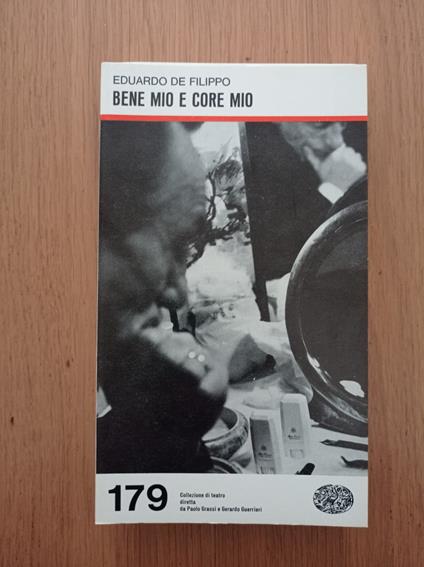 EDUARDO DE FILIPPO
BENE MIO E CORE MIO
179
Collezione di teatro
diretta
da Paolo Grassi e Gerardo Guerrieri